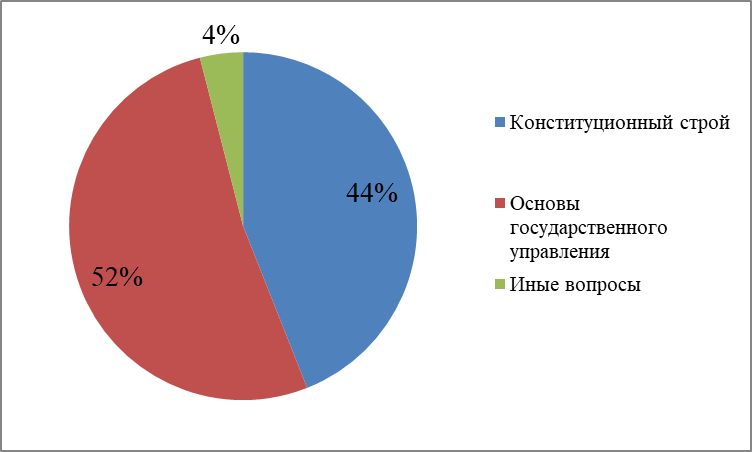 4%
44%
52%
Конституционный строй
Основы
государственного
управления
Иные вопросы